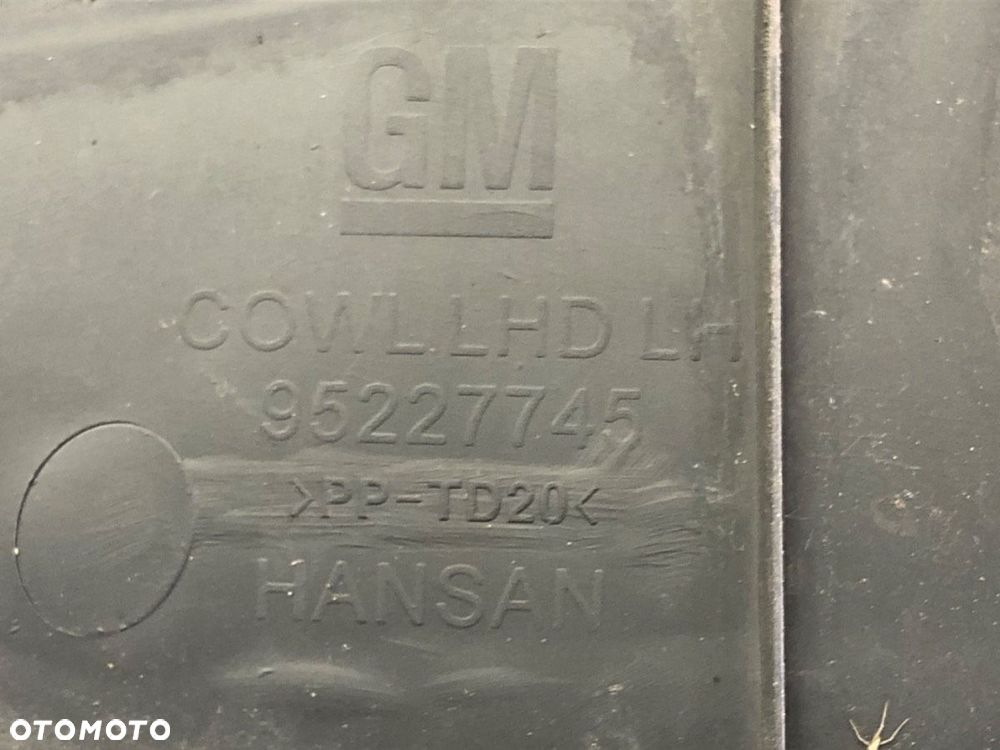 GM
COWL.LHD LH
95227745
>PP-TD20<
HANSAN
OTOMOTO